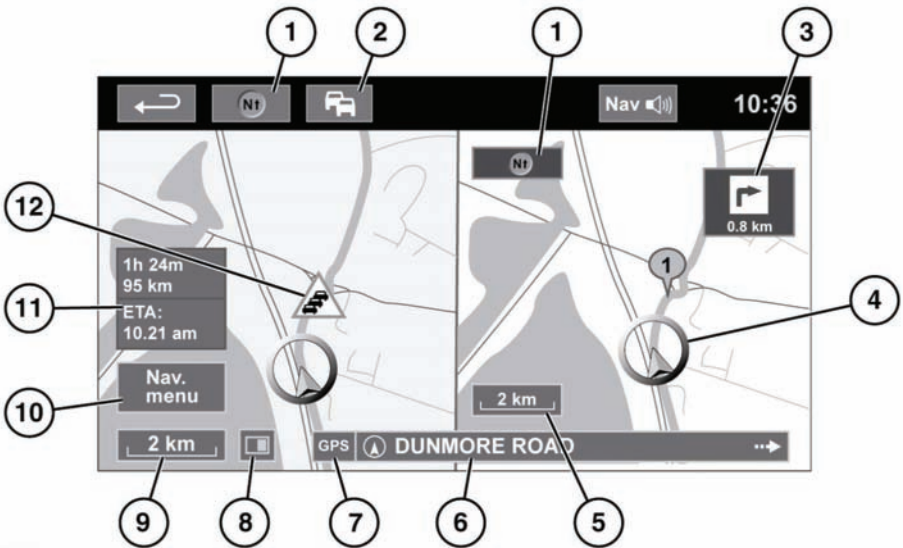 1
2
1
3
Nt
Nav
10:36
Nt
0.8 km
12
1
1h 24m
95 km
ETA:
10.21 am
11
4
Nav.
menu
10
2 km
2 km
GPS
DUNMORE ROAD
9
8
7
6
5